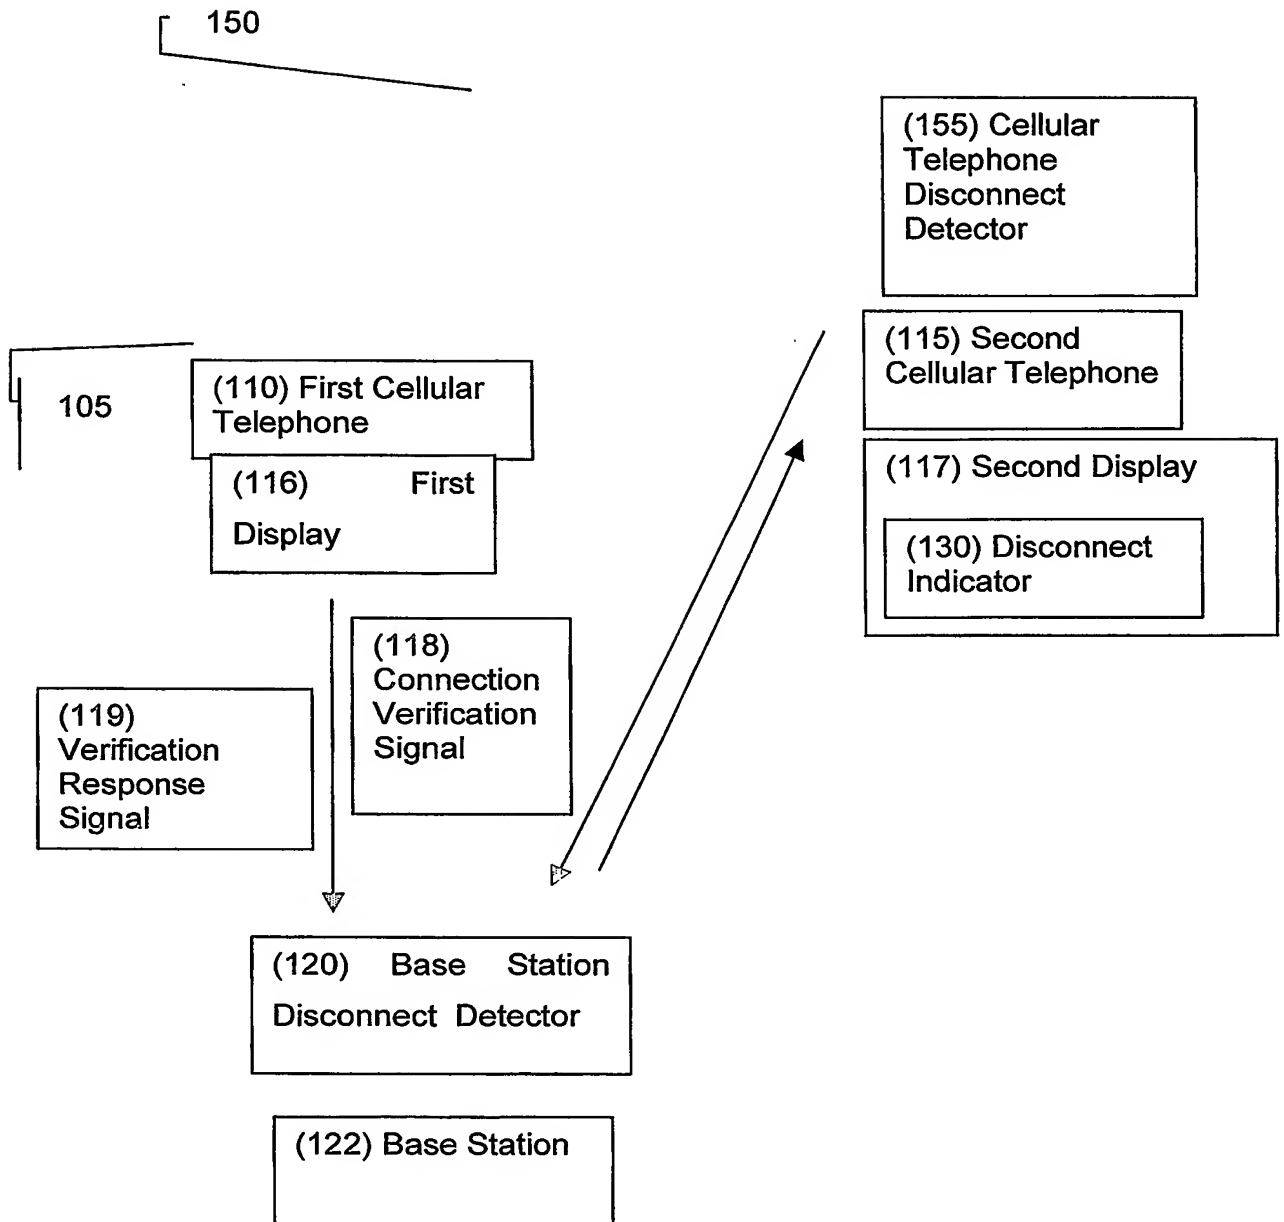 150
(155) Cellular
Telephone
Disconnect
Detector
(115) Second
Cellular Telephone
105
(110) First Cellular
Telephone
(116) First
Display
(117) Second Display
(130) Disconnect
Indicator
(118)
Connection
Verification
Signal
(119)
Verification
Response
Signal
(120) Base Station
Disconnect Detector
(122) Base Station